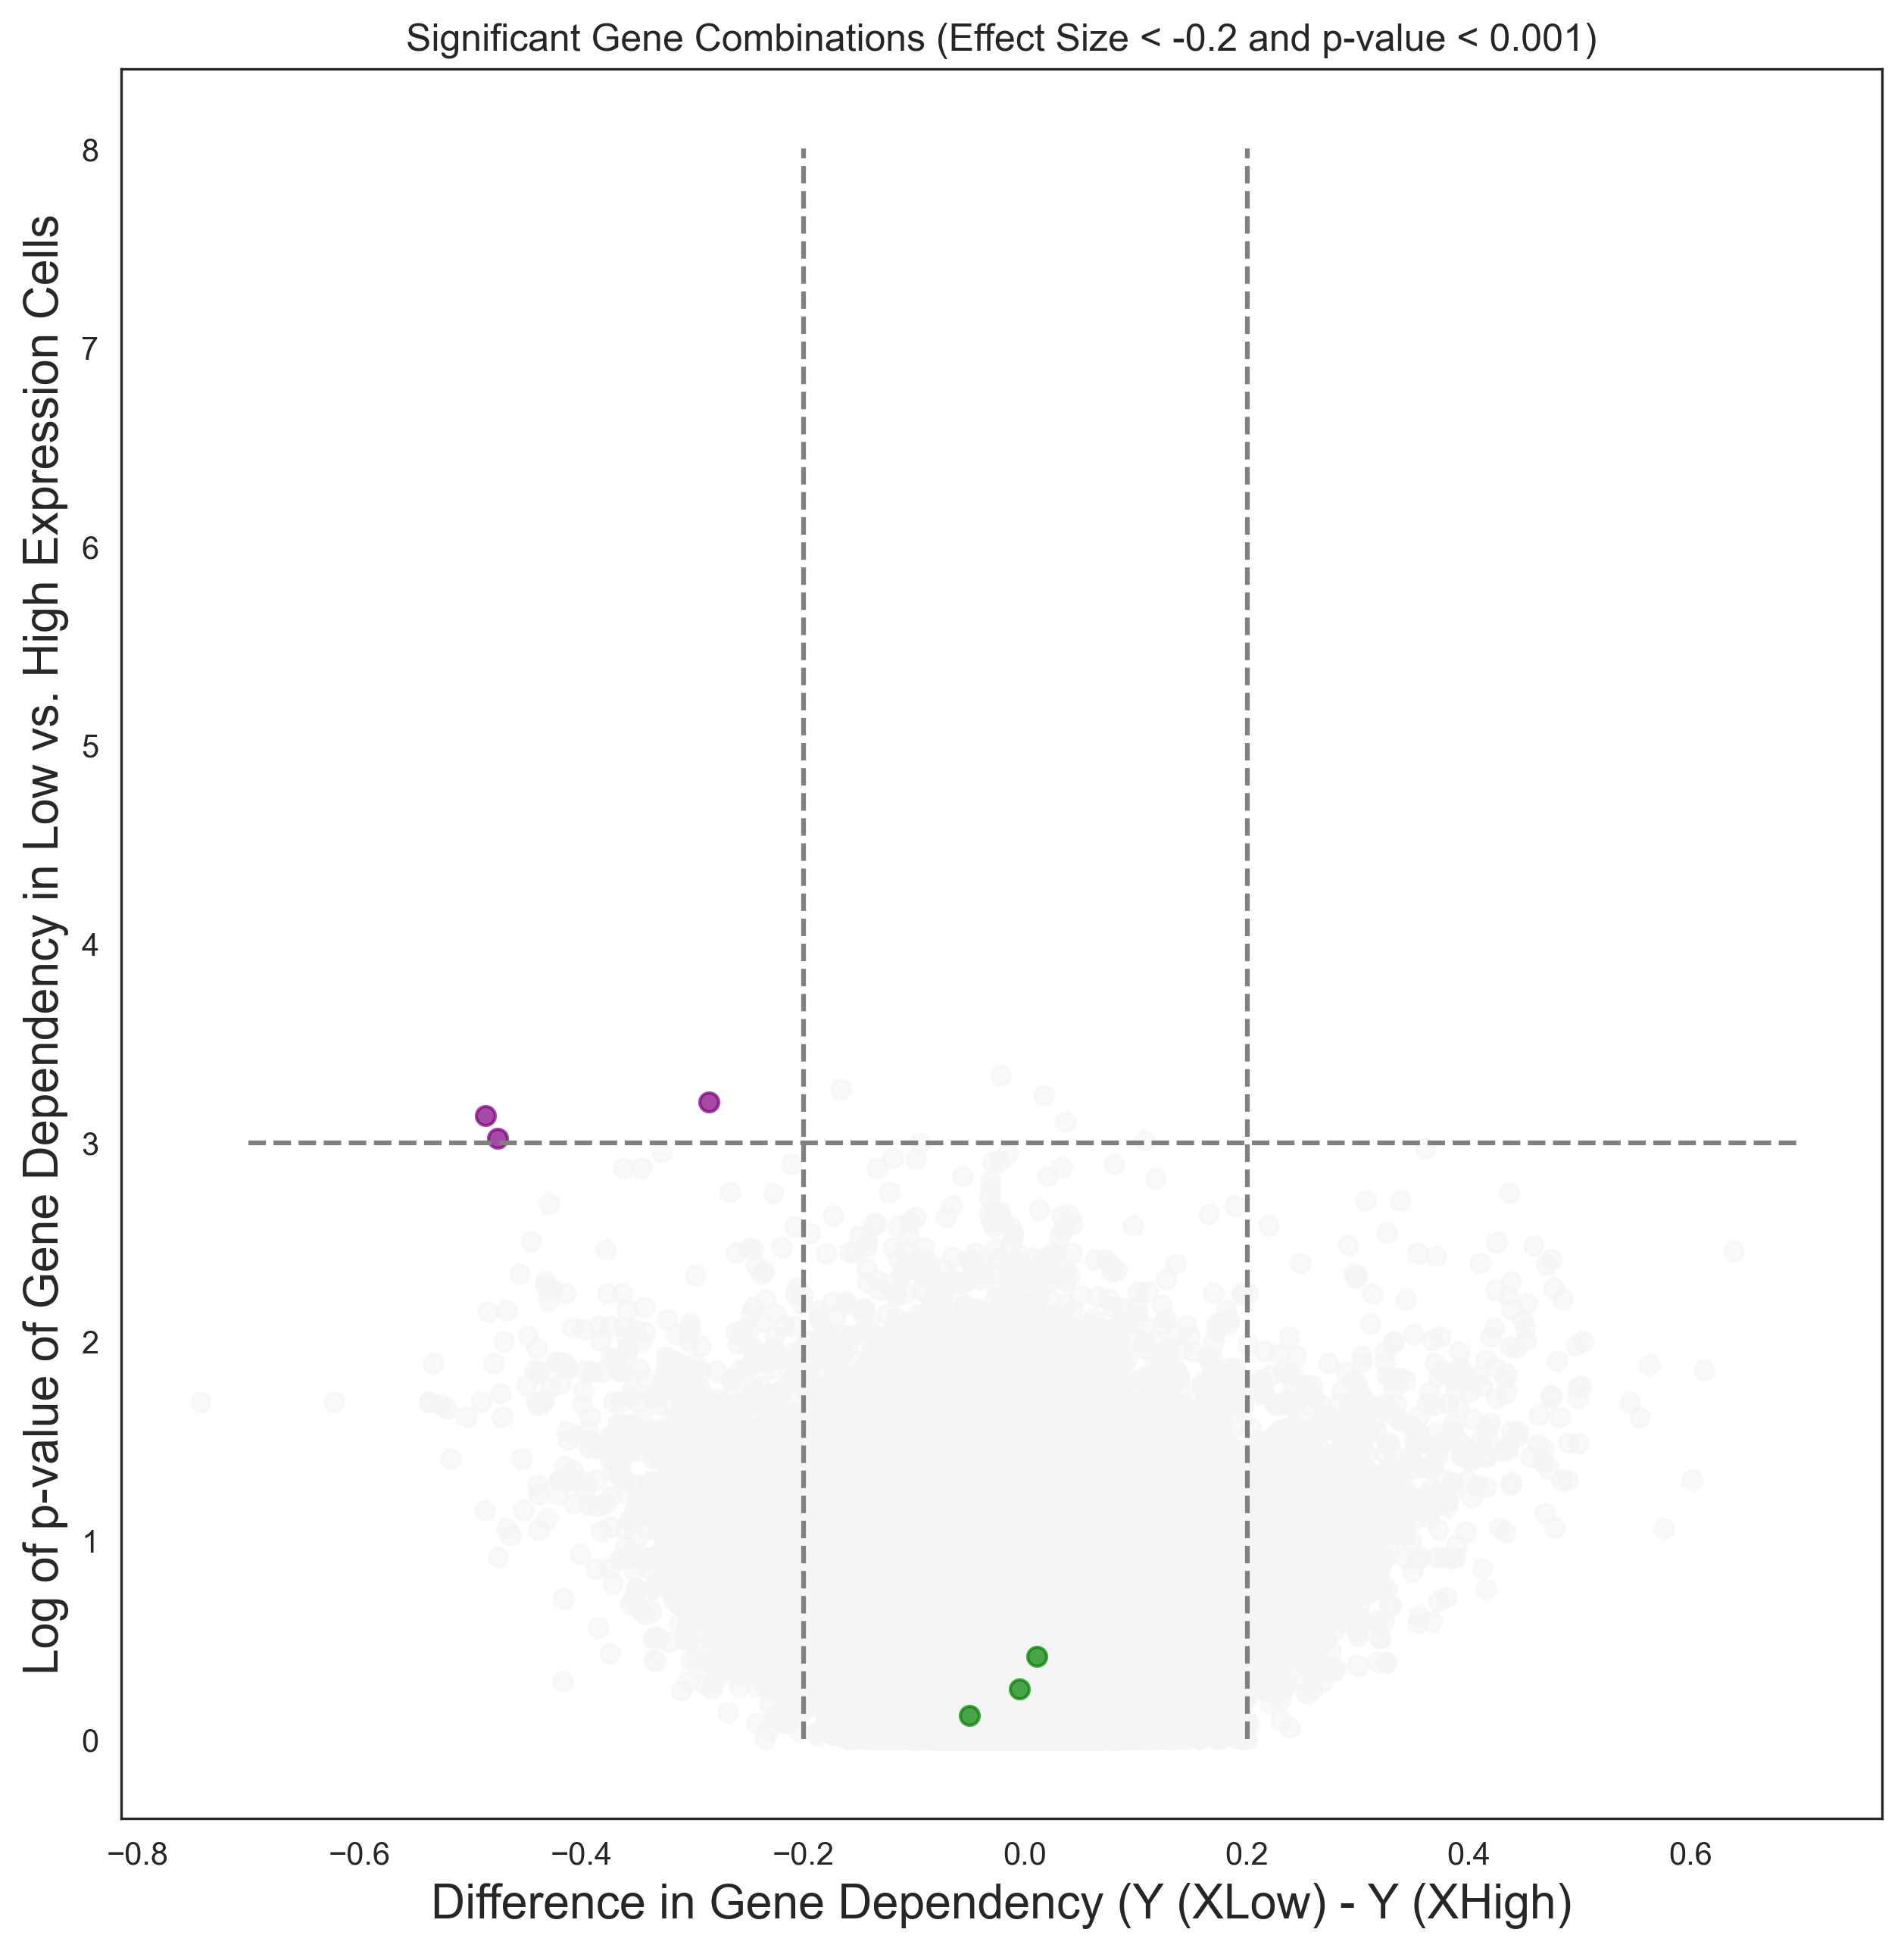 Significant Gene Combinations (Effect Size < -0.2 and p-value < 0.001)
Log of p-value of Gene Dependency in Low vs. High Expression Cells
8
7
6
5
4
3
2
1
0
−0.8 −0.6 −0.4 −0.2 0.0 0.2 0.4 0.6
Difference in Gene Dependency (Y (XLow) - Y (XHigh)